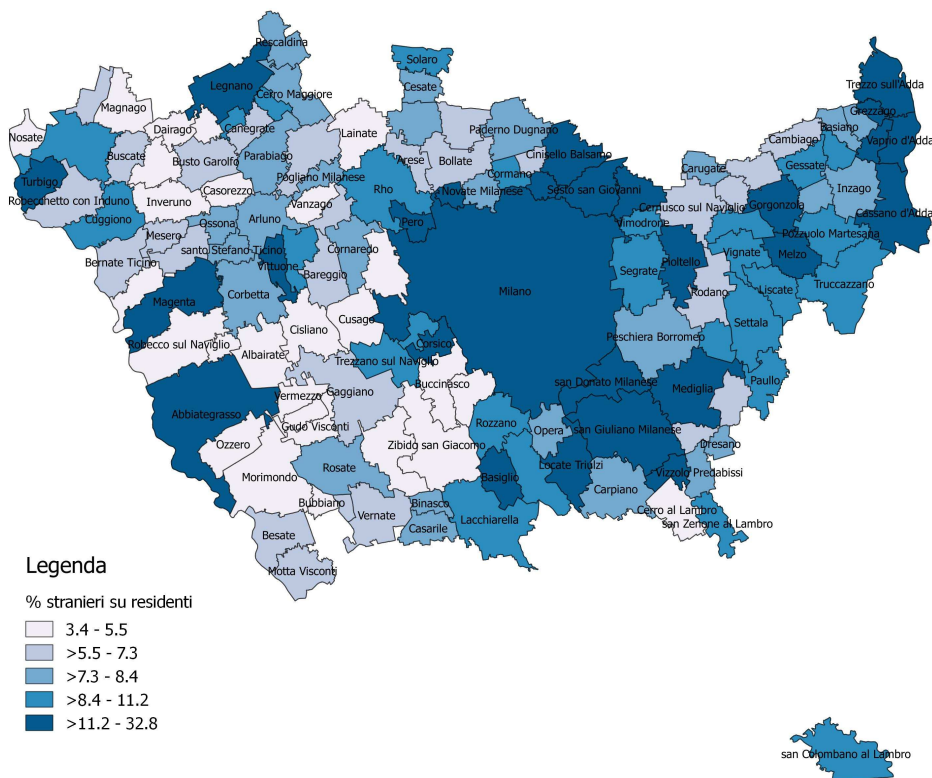 Rescaldina
Solaro
Legnano
Cesate
Cerro Maggiore
Trezzo sull'Adda
Magnago
Grezzago
Dairago
Canegrate
Lainate
Paderno Dugnano
Basiano
Nosate
Vaprio d'Adda
Cambiago
Buscate
Busto Garolfo
Parabiago
Arese
Bollate
Cinisello Balsamo
Gessate
Carugate
Cormano
Turbigo
Pogliano Milanese
Rho
Novate Milanese
Sesto san Giovanni
Casorezzo
Inzago
Robecchetto con Induno
Inveruno
Vanzago
Cernusco sul Naviglio
Gorgonzola
Cuggiono
Ossona
Arluno
Pero
Vimodrone
Cassano d'Adda
Mesero
Pozzuolo Martesana
santo Stefano Ticino
Cornaredo
Vignate
Melzo
Bernate Ticino
Vittuone
Bareggio
Segrate
Pioltello
Truccazzano
Magenta
Corbetta
Milano
Rodano
Liscate
Cusago
Cisliano
Settala
Robecco sul Naviglio
Corsico
Peschiera Borromeo
Albairate
Trezzano sul Naviglio
Buccinasco
san Donato Milanese
Mediglia
Paullo
Gaggiano
Vermezzo
Abbiategrasso
Gudo Visconti
Rozzano
Opera
san Giuliano Milanese
Ozzero
Zibido san Giacomo
Dresano
Rosate
Locate Triulzi
Vizzolo Predabissi
Morimondo
Basiglio
Carpiano
Bubbiano
Binasco
Cerro al Lambro
Vernate
Lacchiarella
san Zenone al Lambro
Casarile
Besate
Motta Visconti
Legenda
% stranieri su residenti
3.4 - 5.5
>5.5 - 7.3
>7.3 - 8.4
>8.4 - 11.2
>11.2 - 32.8
san Colombano al Lambro